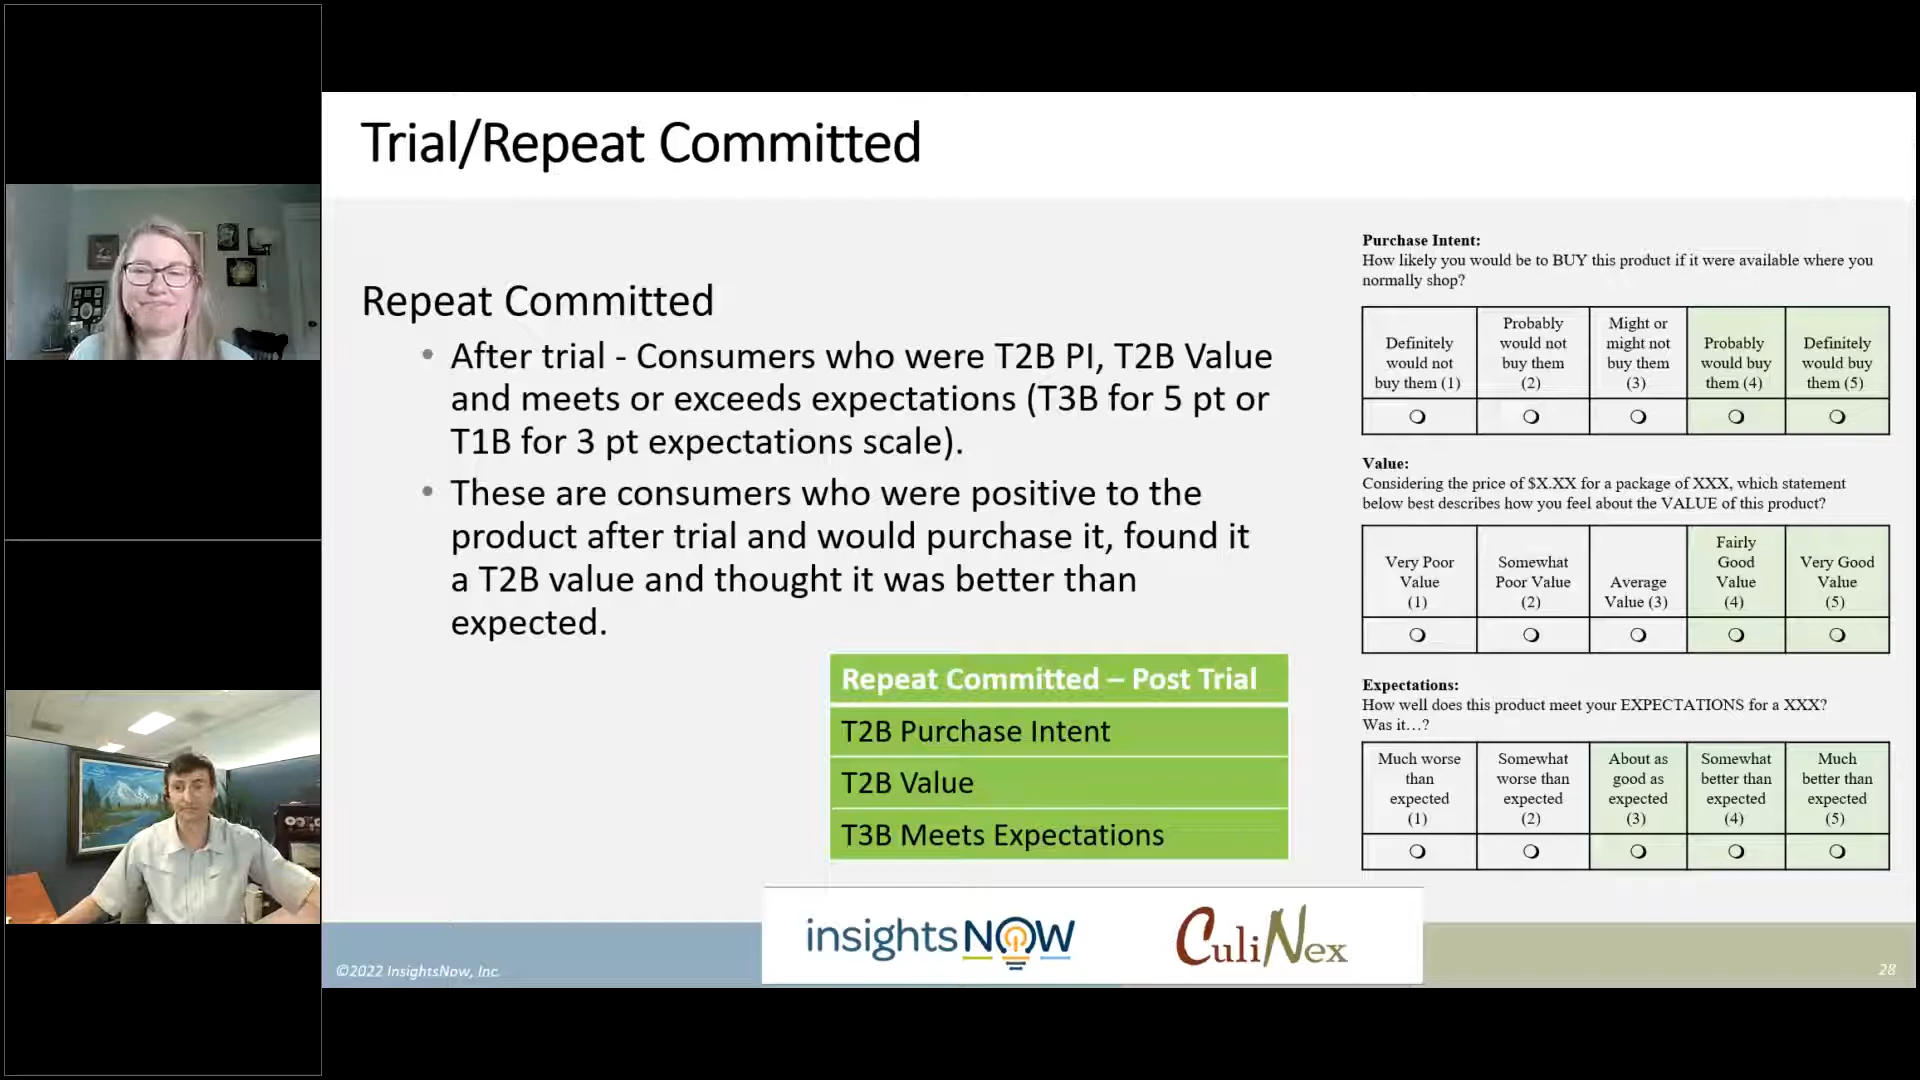 Trial/Repeat Committed
Repeat Committed
• After trial - Consumers who were T2B PI, T2B Value
and meets or exceeds expectations (T3B for 5 pt or
T1B for 3 pt expectations scale).
• These are consumers who were positive to the
product after trial and would purchase it, found it
a T2B value and thought it was better than
expected.
Repeat Committed – Post Trial
T2B Purchase Intent
T2B Value
T3B Meets Expectations
Purchase Intent:
How likely you would be to BUY this product if it were available where you
normally shop?
Definitely
would not
buy them (1)
Probably
would not
buy them
(2)
Might or
might not
buy them
(3)
Probably
would buy
them (4)
Definitely
would buy
them (5)
Value:
Considering the price of $X.XX for a package of XXX, which statement
below best describes how you feel about the VALUE of this product?
Very Poor
Value
(1)
Somewhat
Poor Value
(2)
Average
Value (3)
Fairly
Good
Value
(4)
Very Good
Value
(5)
Expectations:
How well does this product meet your EXPECTATIONS for a XXX?
Was it…?
Much worse
than
expected
(1)
Somewhat
worse than
expected
(2)
About as
good as
expected
(3)
Somewhat
better than
expected
(4)
Much
better than
expected
(5)
insightsNOW
CuliNex
©2022 InsightsNow, Inc.
28